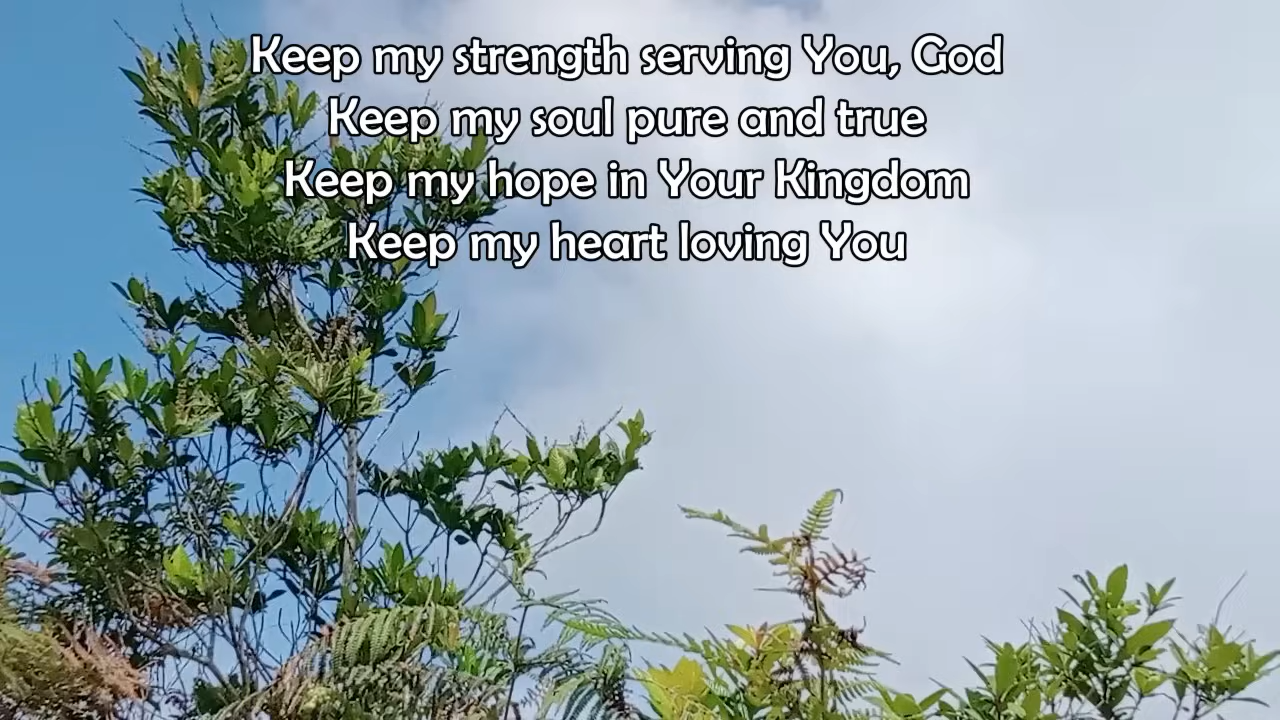 Keep my strength serving You, God
Keep my soul pure and true
Keep my hope in Your Kingdom
Keep my heart loving You